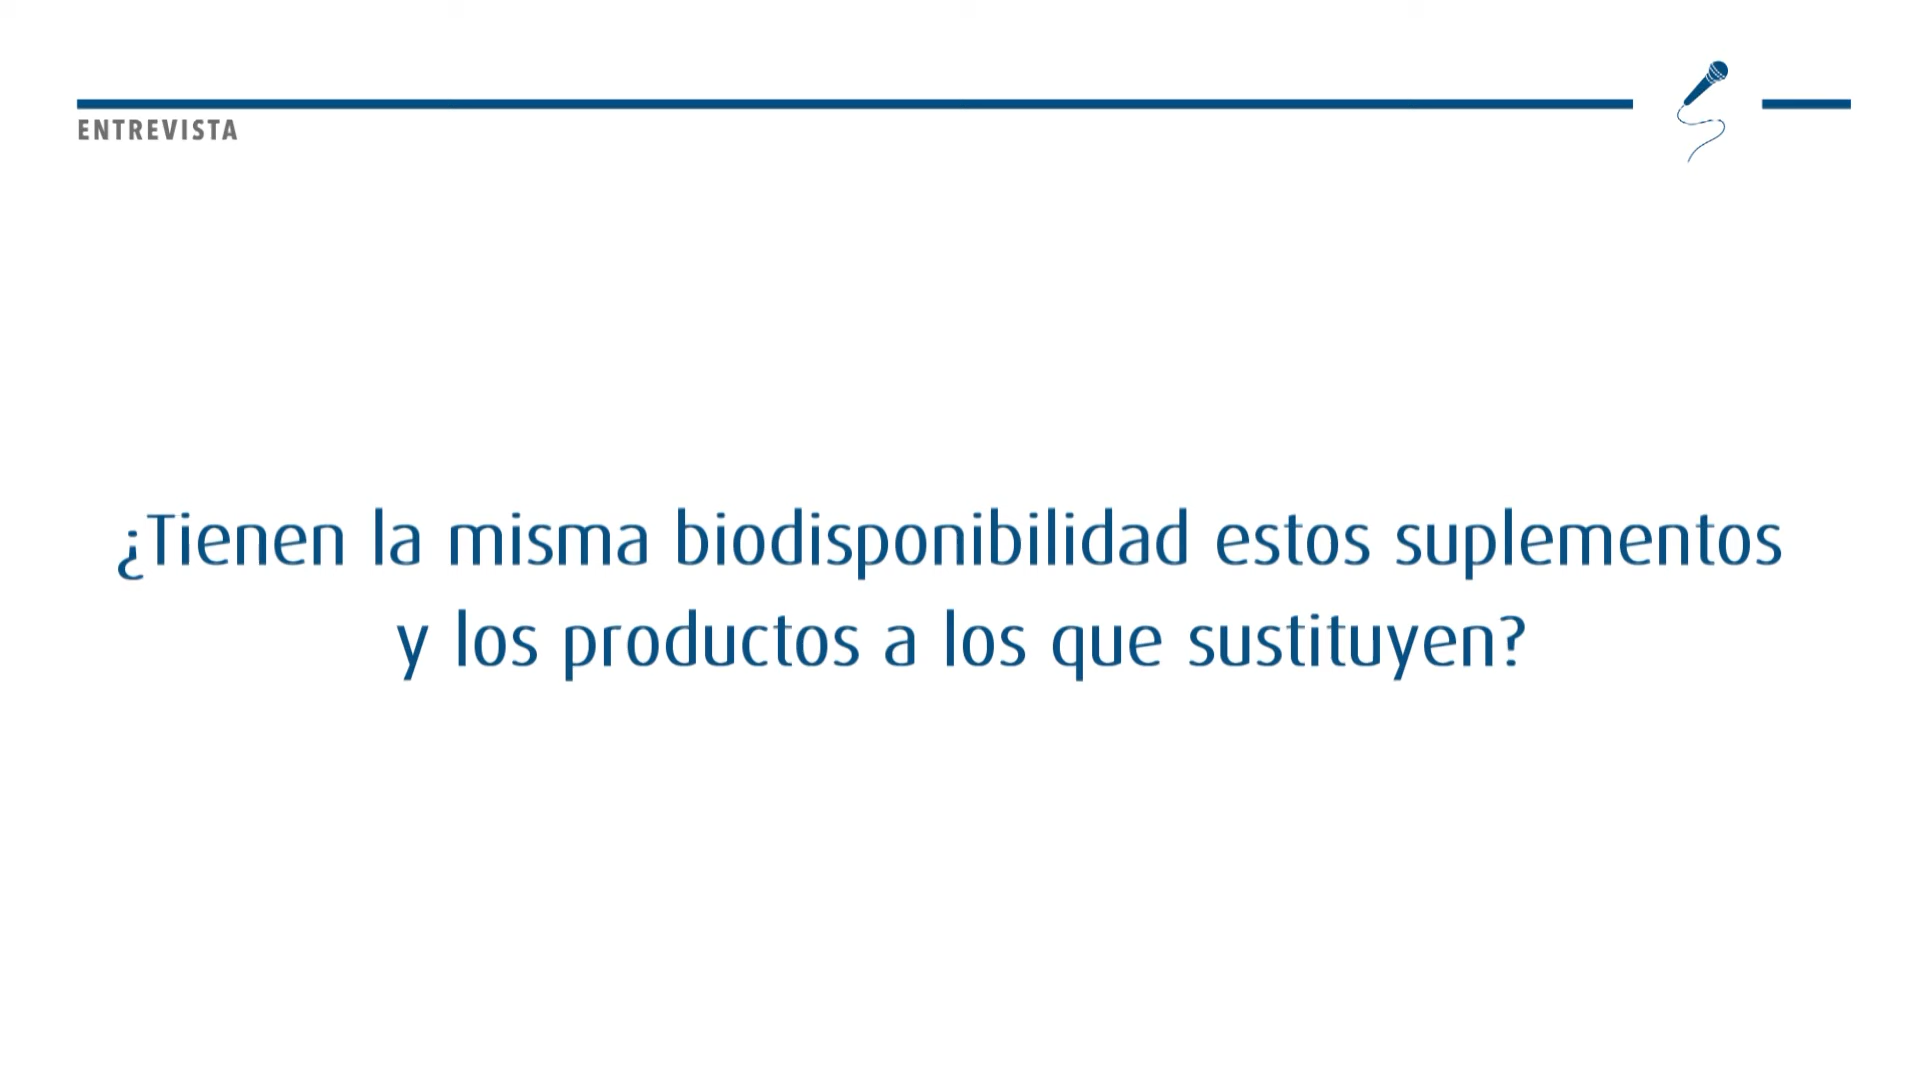 ENTREVISTA
¿Tienen la misma biodisponibilidad estos suplementos
y los productos a los que sustituyen?